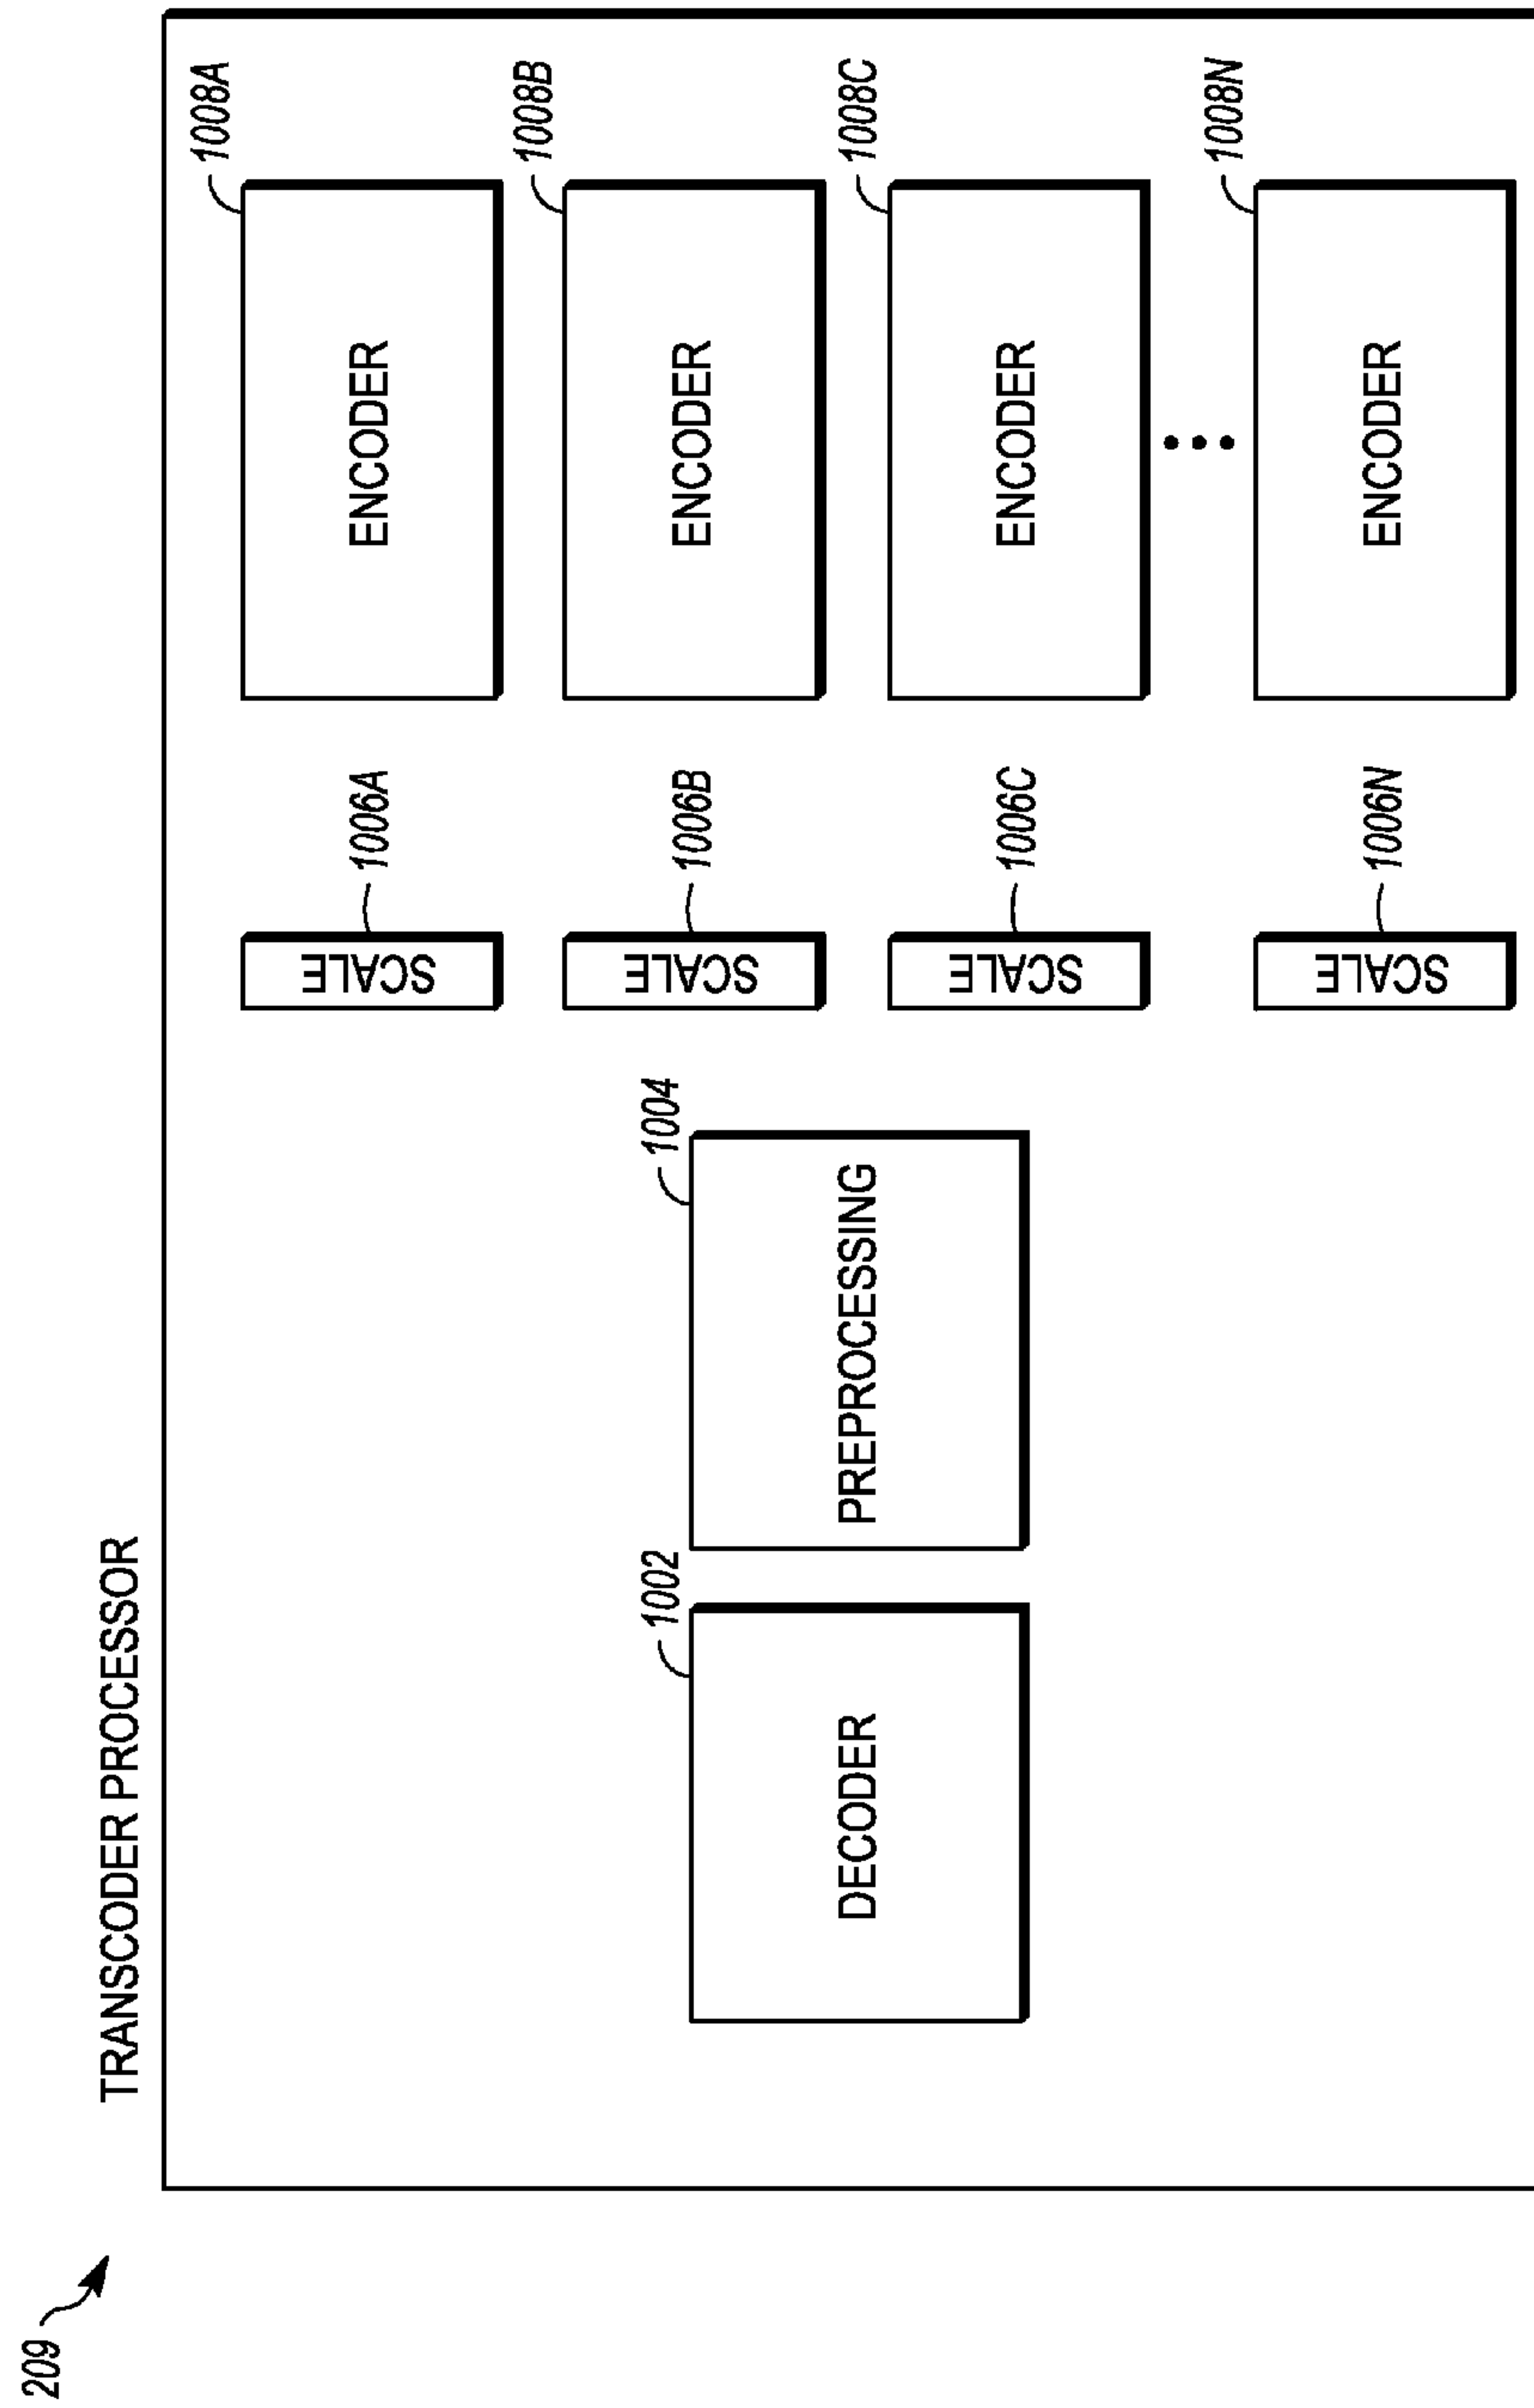 209
TRANSCODER PROCESSOR
1002
DECODER
1004
PREPROCESSING
1006A
SCALE
1006B
SCALE
1006C
SCALE
1006N
SCALE
1008A
ENCODER
1008B
ENCODER
1008C
ENCODER
1008N
ENCODER